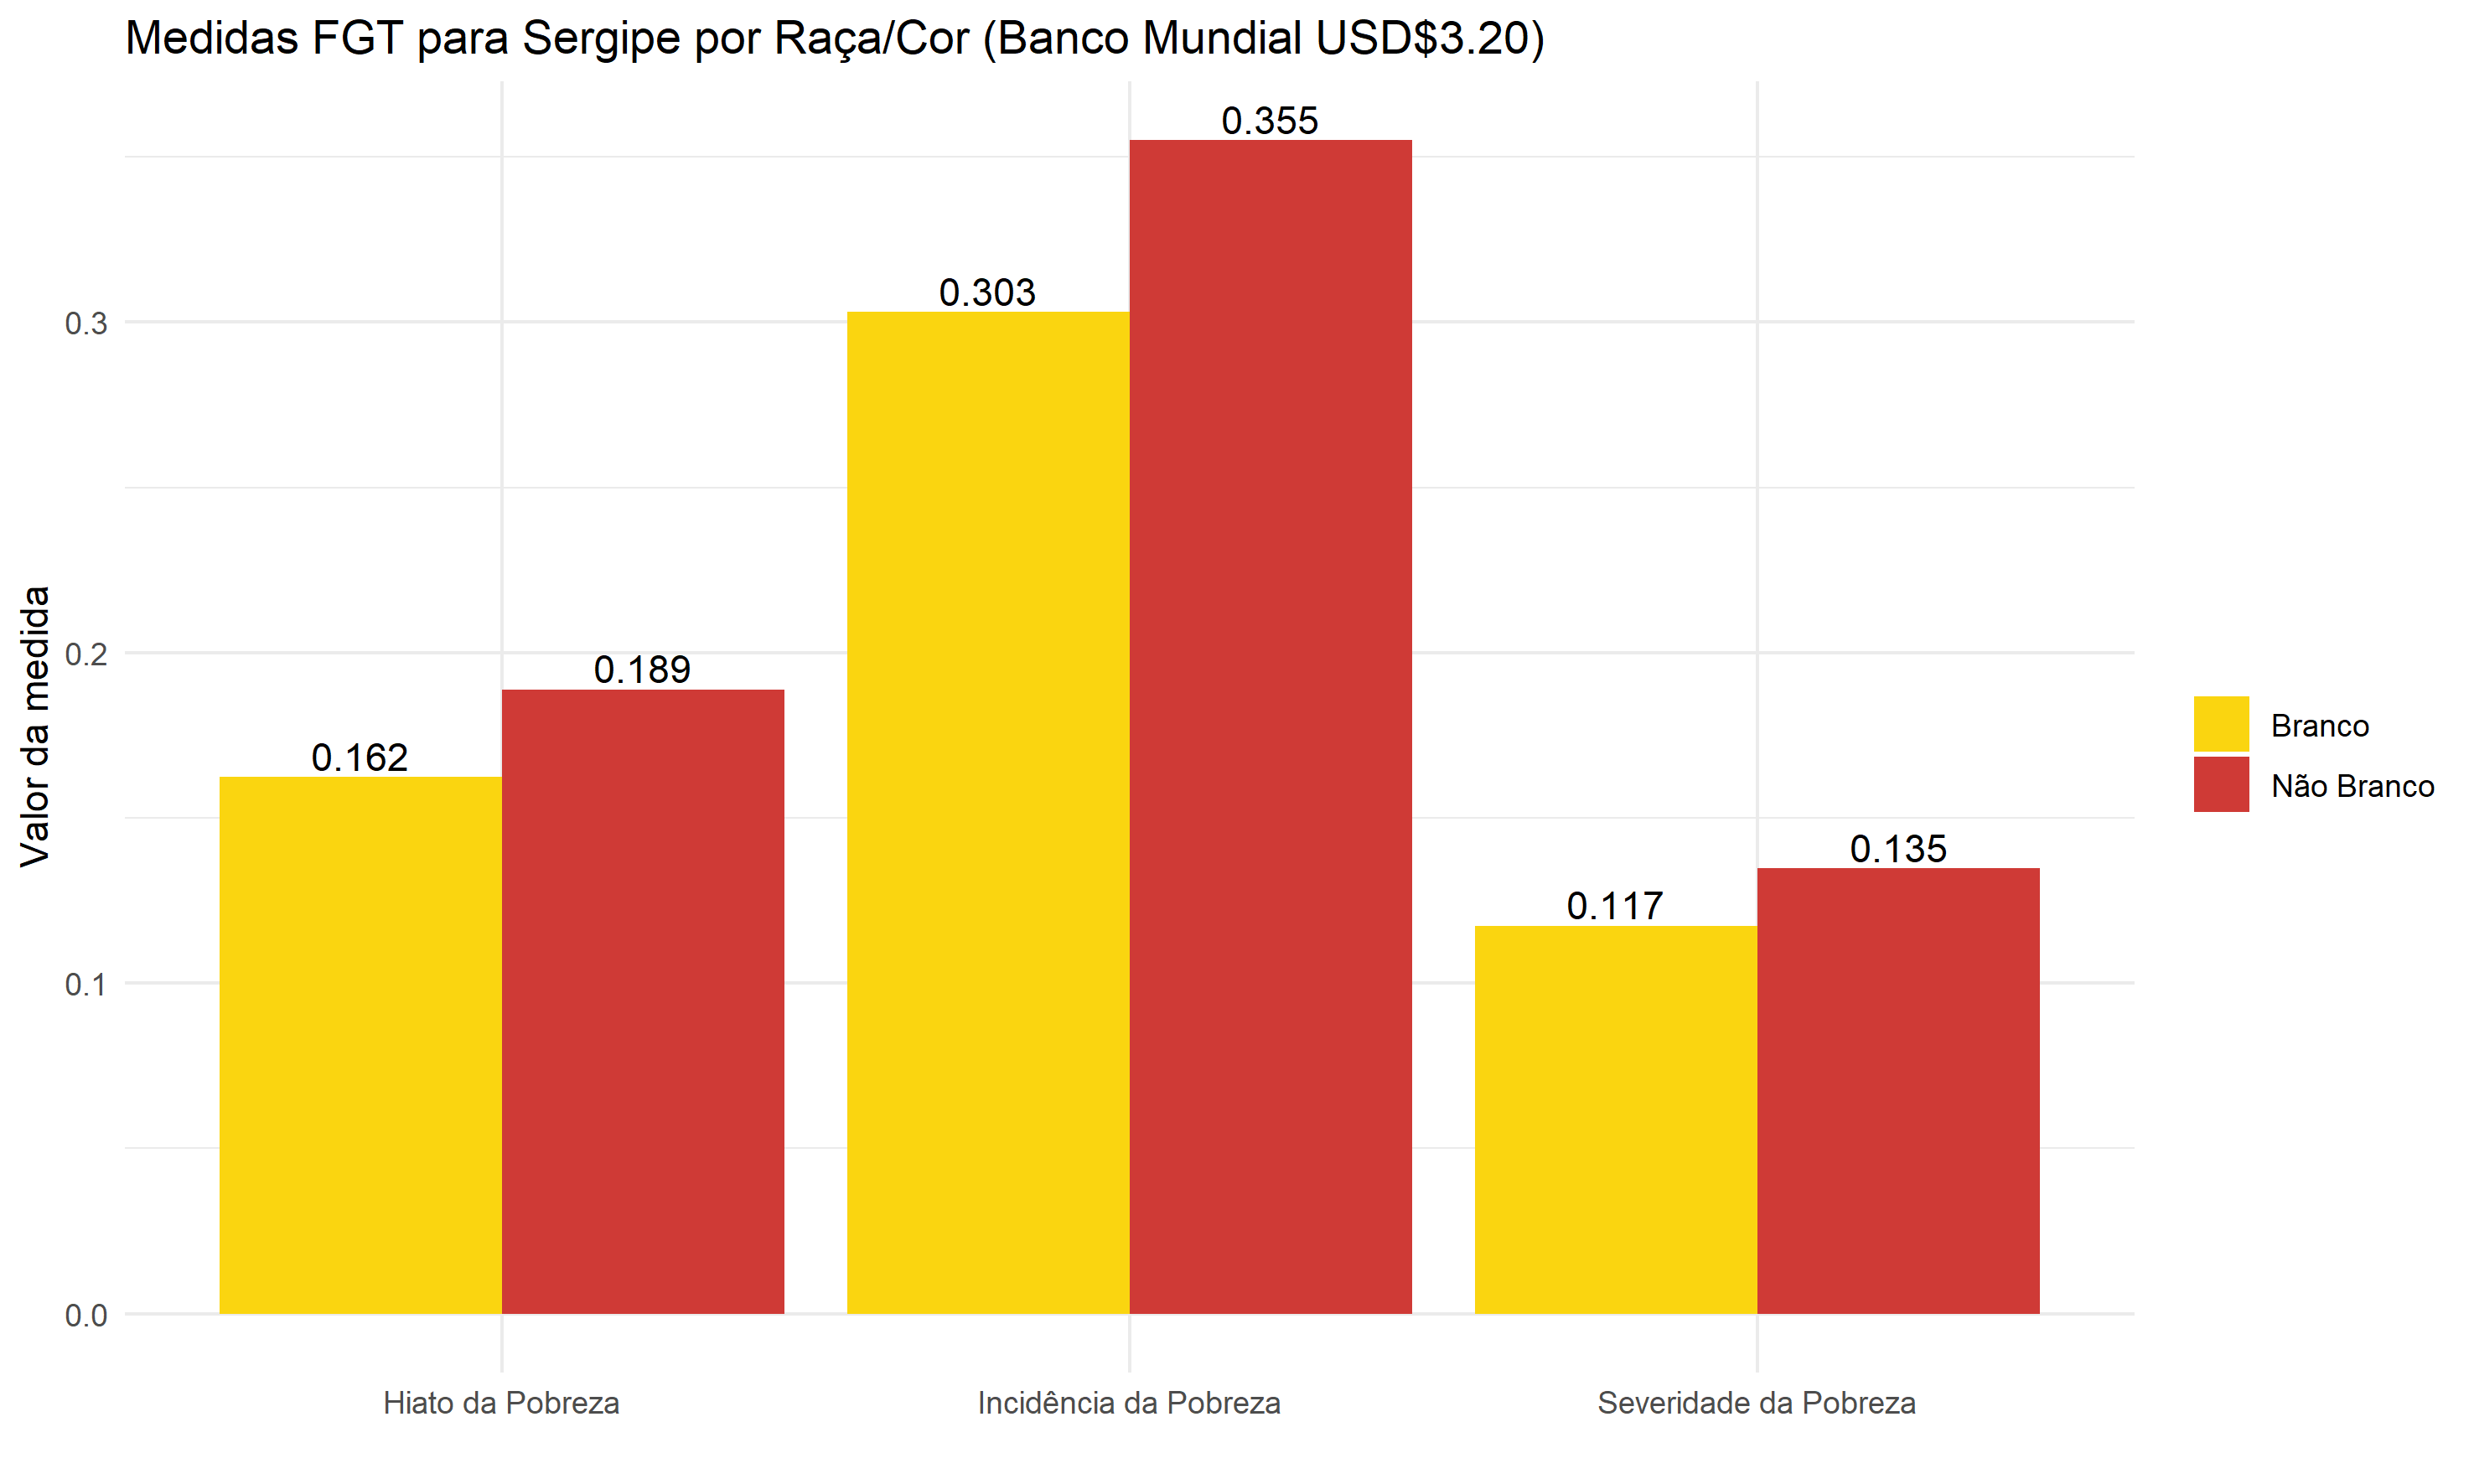 Medidas FGT para Sergipe por Raça/Cor (Banco Mundial USD$3.20)
Valor da medida
0.3
0.2
0.1
0.0
0.162
0.189
0.303
0.355
0.117
0.135
Hiato da Pobreza
Incidência da Pobreza
Severidade da Pobreza
Branco
Não Branco